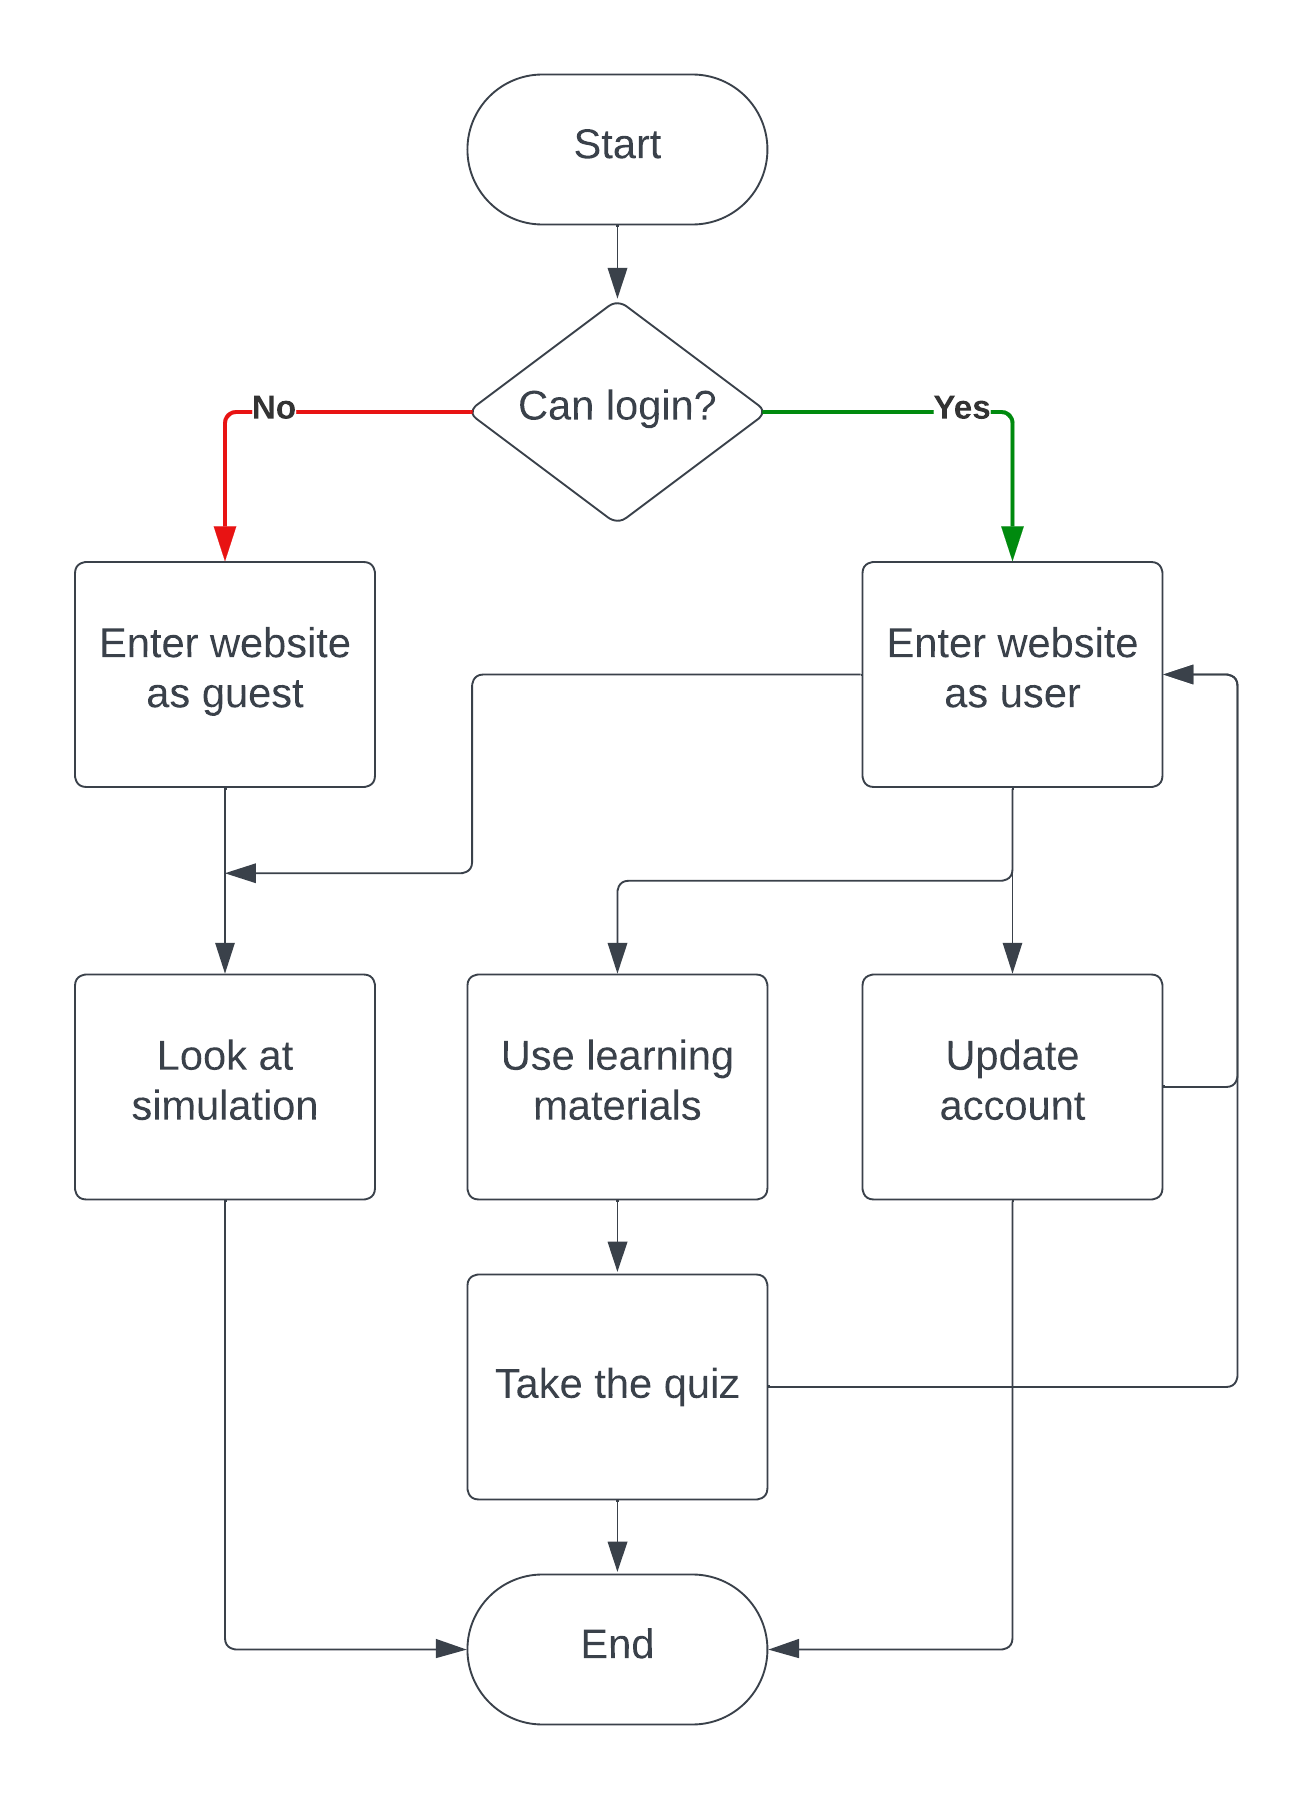 Start
Can login?
No
Yes
Enter website
as guest
Enter website
as user
Look at
simulation
Use learning
materials
Update
account
Take the quiz
End